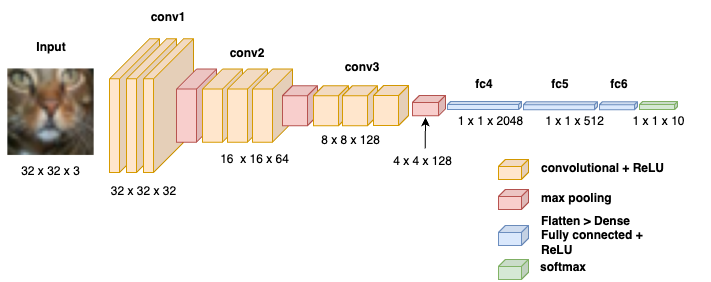 conv1
Input
conv2
conv3
fc4
fc5
fc6
32 x 32 x 3
32 x 32 x 32
16 x 16 x 64
8 x 8 x 128
4 x 4 x 128
1 x 1 x 2048
1 x 1 x 512
1 x 1 x 10
convolutional + ReLU
max pooling
Flatten > Dense
Fully connected +
ReLU
softmax